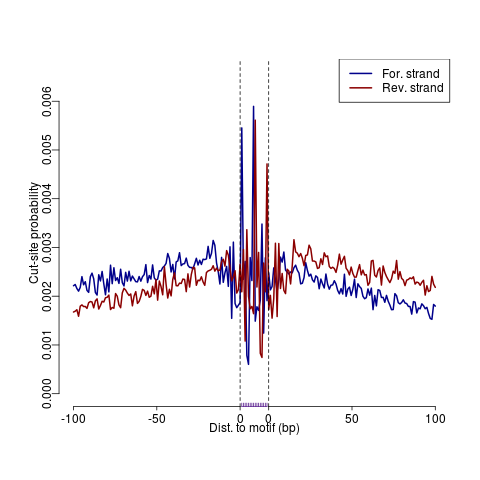 For. strand
Rev. strand
Cut-site probability
0.006
0.005
0.004
0.003
0.002
0.001
0.000
-100 -50 0 0 50 100
Dist. to motif (bp)